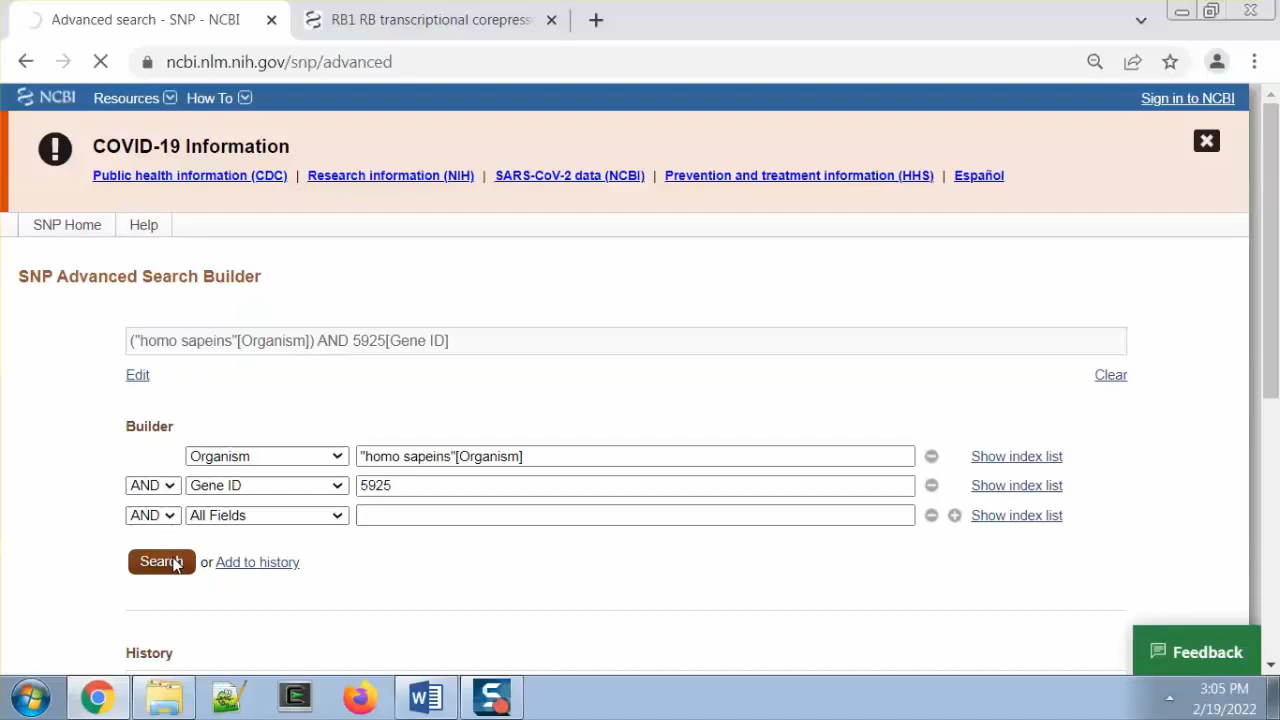 Advanced search - SNP - NCBI
RB1 RB transcriptional corepress
ncbi.nlm.nih.gov/snp/advanced
NCBI Resources How To Sign in to NCBI
COVID-19 Information
Public health information (CDC) | Research information (NIH) | SARS-CoV-2 data (NCBI) | Prevention and treatment information (HHS) | Español
SNP Home Help
SNP Advanced Search Builder
("homo sapeins"[Organism]) AND 5925[Gene ID]
Edit Clear
Builder
Organism "homo sapeins"[Organism] Show index list
AND Gene ID 5925 Show index list
AND All Fields Show index list
Search or Add to history
History
Feedback
3:05 PM
2/19/2022